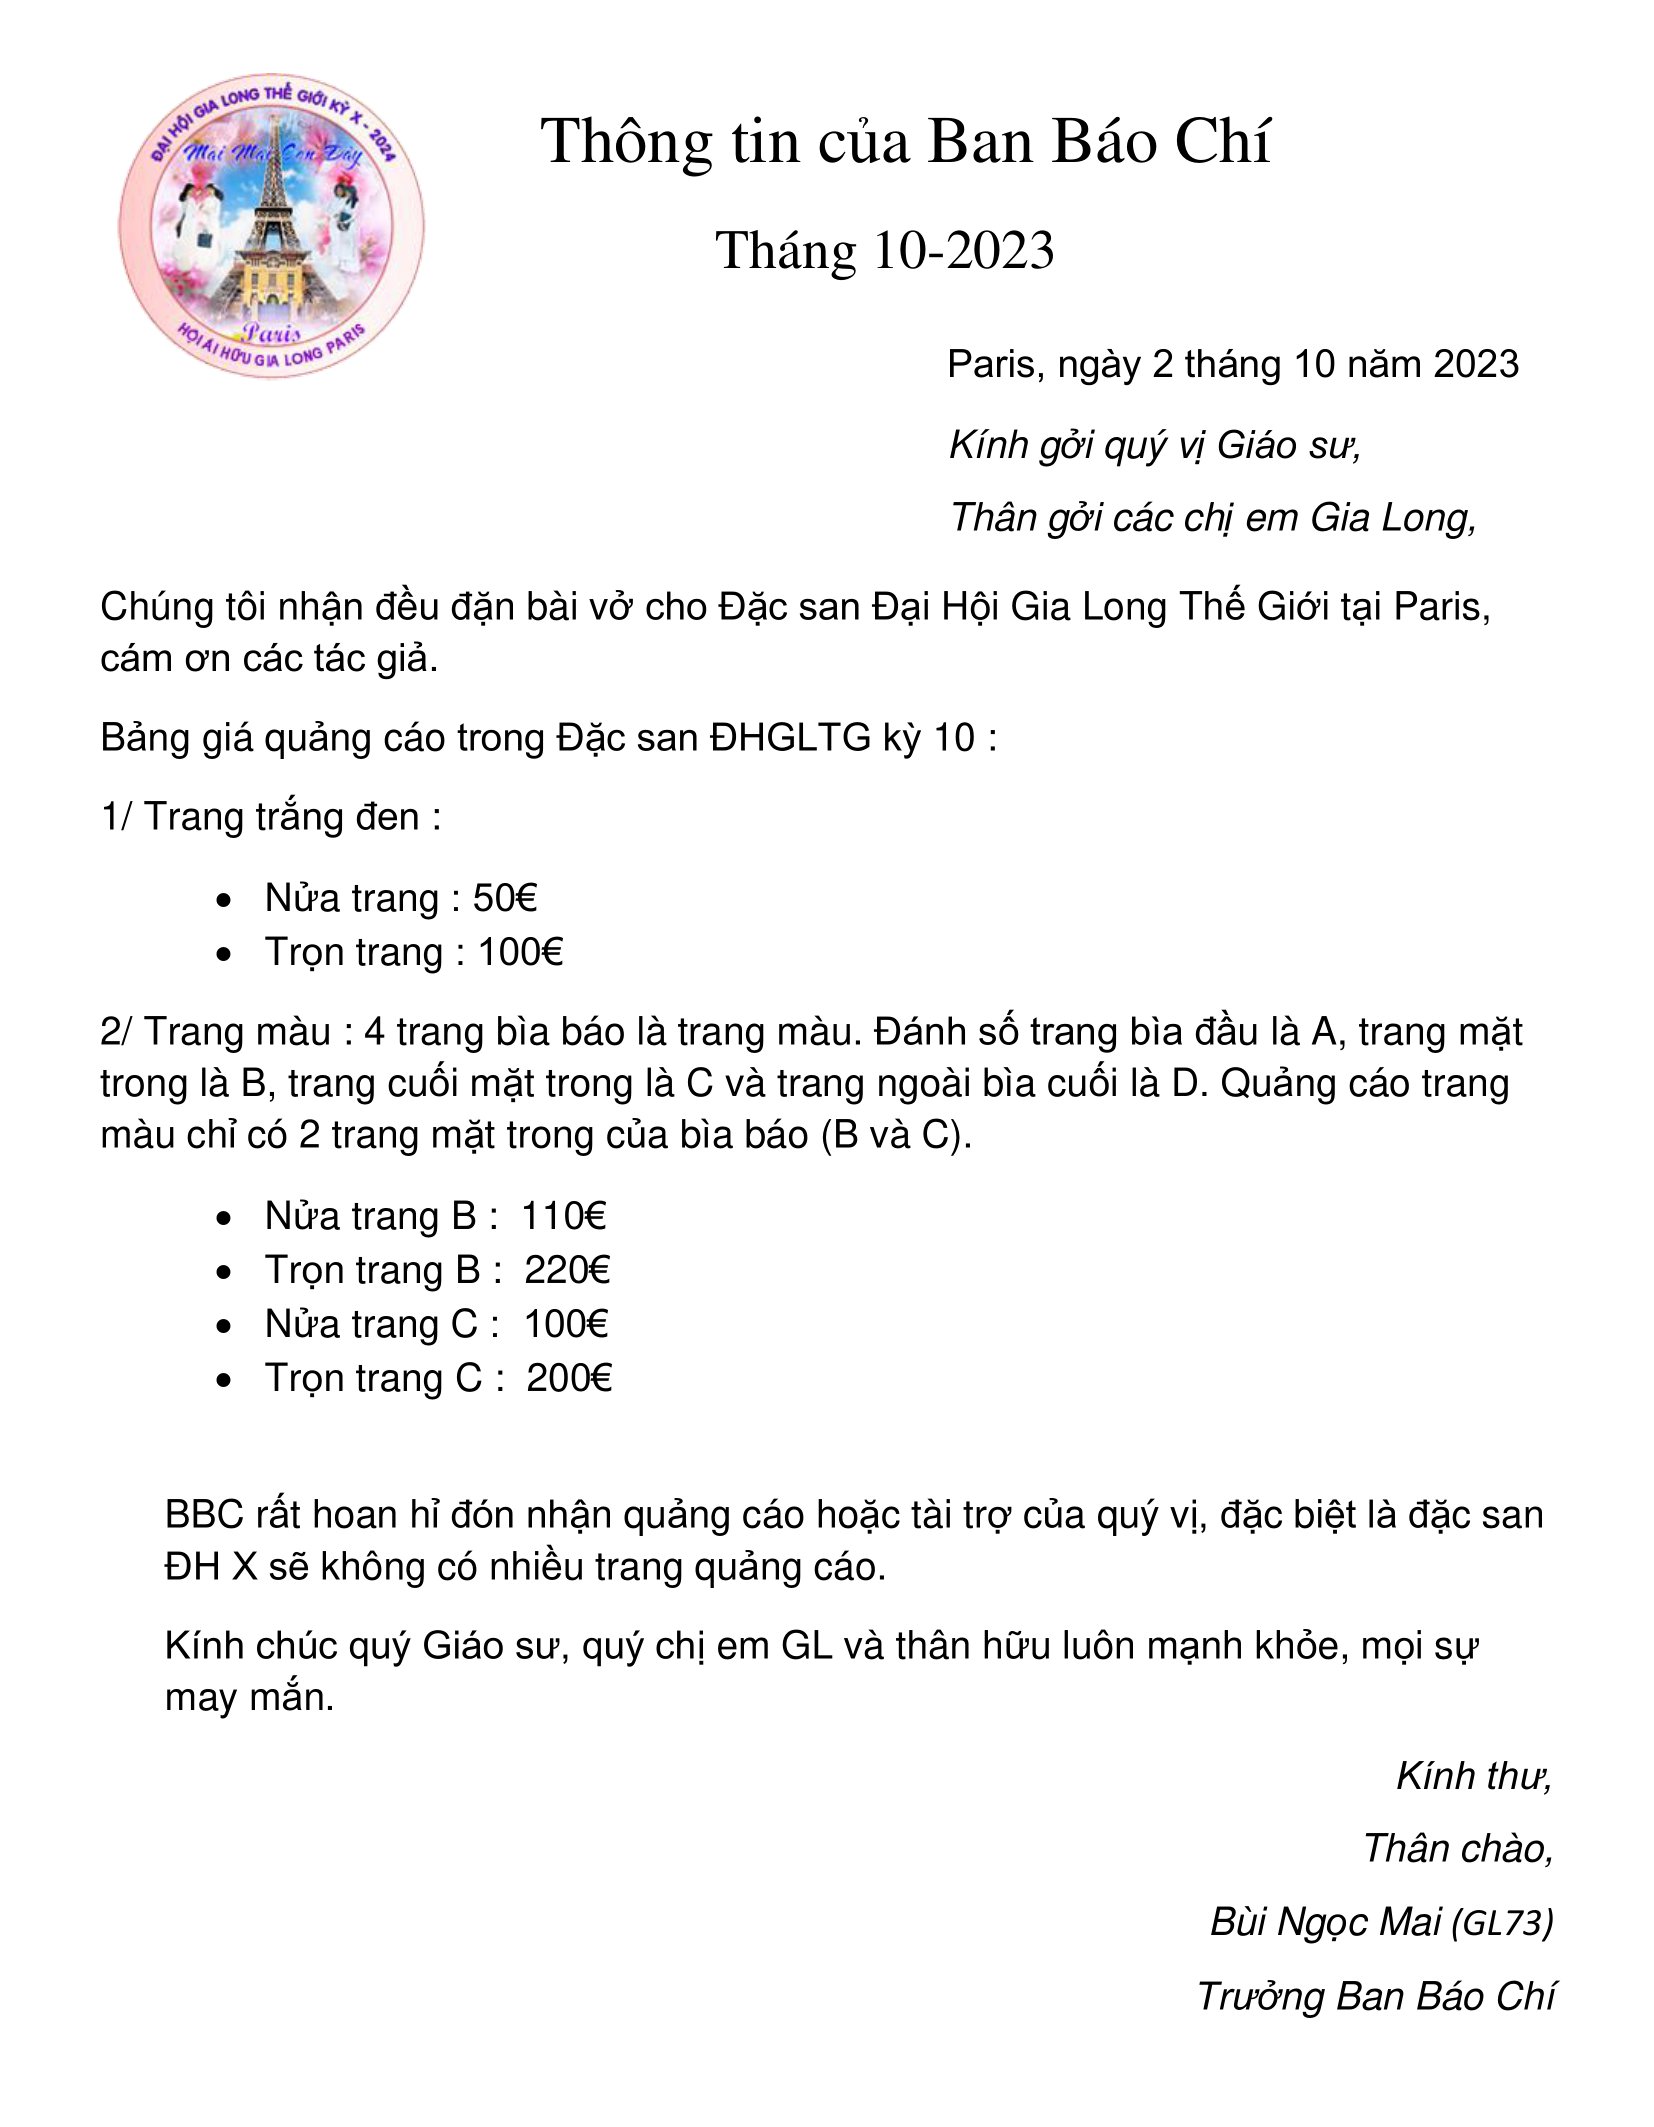 ĐẠI HỘI GIA LONG THẾ GIỚI KỲ X - 2024
Mai Mai Con Đây
Paris
HỘI ÁI HỮU GIA LONG PARIS
Thông tin của Ban Báo Chí
Tháng 10-2023
Paris, ngày 2 tháng 10 năm 2023
Kính gởi quý vị Giáo sư,
Thân gởi các chị em Gia Long,
Chúng tôi nhận đều đặn bài vở cho Đặc san Đại Hội Gia Long Thế Giới tại Paris,
cám ơn các tác giả.
Bảng giá quảng cáo trong Đặc san ĐHGLTG kỳ 10 :
1/ Trang trắng đen :
• Nửa trang : 50€
• Trọn trang : 100€
2/ Trang màu : 4 trang bìa báo là trang màu. Đánh số trang bìa đầu là A, trang mặt
trong là B, trang cuối mặt trong là C và trang ngoài bìa cuối là D. Quảng cáo trang
màu chỉ có 2 trang mặt trong của bìa báo (B và C).
• Nửa trang B : 110€
• Trọn trang B : 220€
• Nửa trang C : 100€
• Trọn trang C : 200€
BBC rất hoan hỉ đón nhận quảng cáo hoặc tài trợ của quý vị, đặc biệt là đặc san
ĐH X sẽ không có nhiều trang quảng cáo.
Kính chúc quý Giáo sư, quý chị em GL và thân hữu luôn mạnh khỏe, mọi sự
may mắn.
Kính thư,
Thân chào,
Bùi Ngọc Mai (GL73)
Trưởng Ban Báo Chí